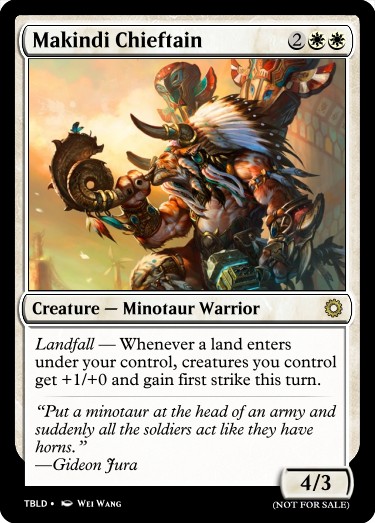 Makindi Chieftain 2
Creature — Minotaur Warrior
Landfall — Whenever a land enters
under your control, creatures you control
get +1/+0 and gain first strike this turn.
“Put a minotaur at the head of an army and
suddenly all the soldiers act like they have
horns.”
—Gideon Jura
4/3
TBLD • Wei Wang
(NOT FOR SALE)